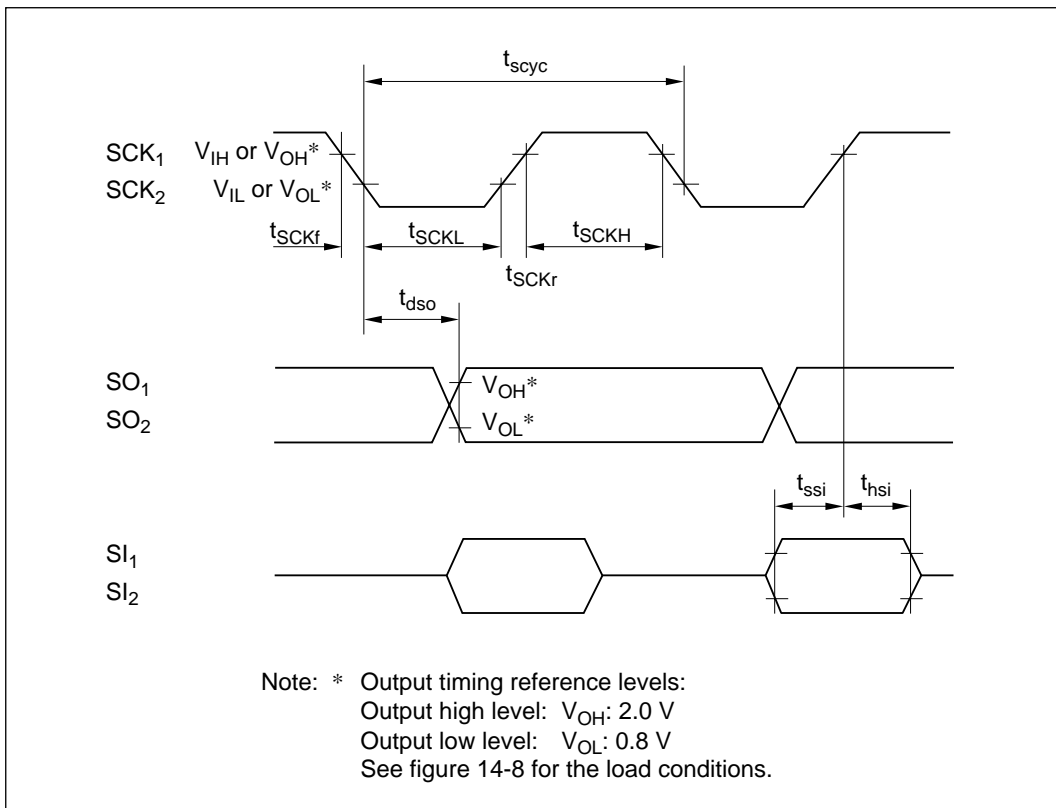 tscyc
SCK1 VIH or VOH*
SCK2 VIL or VOL*
tSCKf tSCKL tSCKH
tSCKr
tdso
SO1 VOH*
SO2 VOL*
tssi thsi
SI1
SI2
Note: * Output timing reference levels:
Output high level: VOH: 2.0 V
Output low level: VOL: 0.8 V
See figure 14-8 for the load conditions.